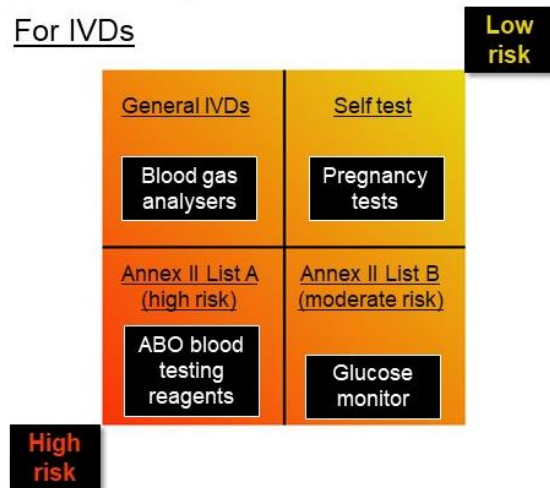 For IVDs
Low
risk
General IVDs
Self test
Blood gas
analysers
Pregnancy
tests
Annex II List A
(high risk)
Annex II List B
(moderate risk)
ABO blood
testing
reagents
Glucose
monitor
High
risk